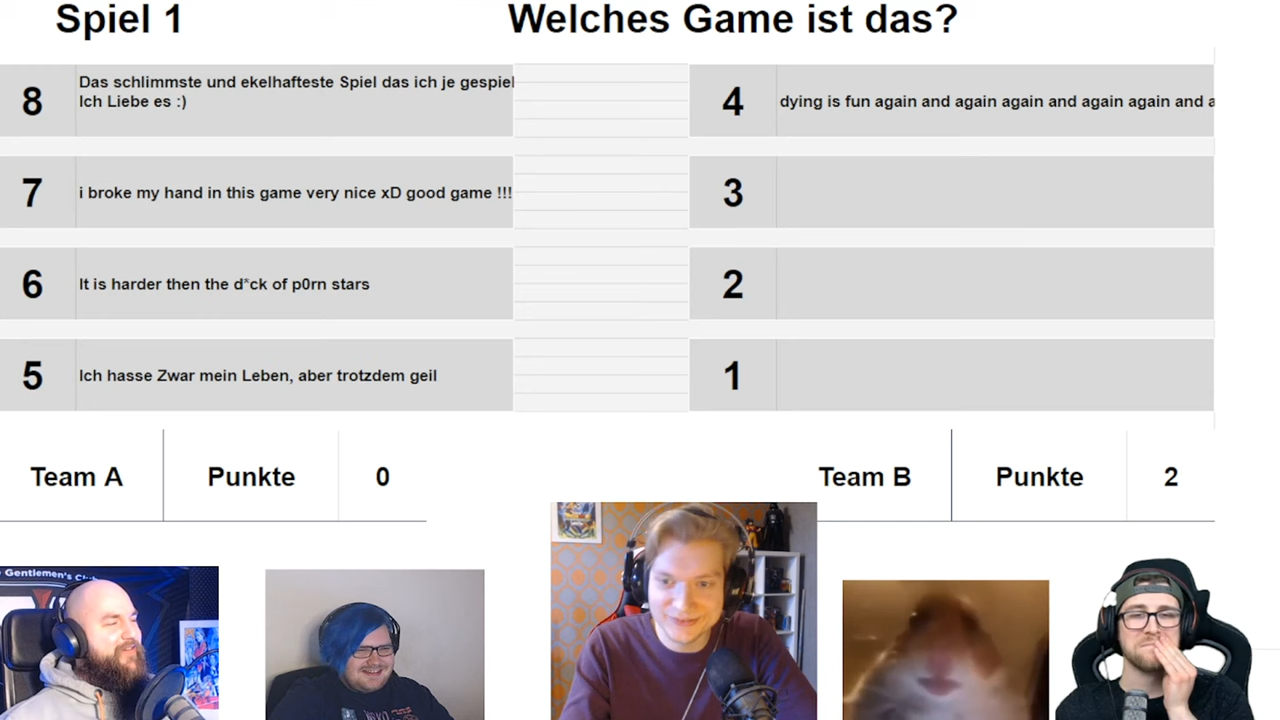 Spiel 1
Welches Game ist das?
8
Das schlimmste und ekelhafteste Spiel das ich je gespiel
Ich Liebe es :)
4
dying is fun again and again again and again again and a
7
i broke my hand in this game very nice xD good game !!!
3
6
It is harder then the d*ck of p0rn stars
2
5
Ich hasse Zwar mein Leben, aber trotzdem geil
1
Team A
Punkte
0
Team B
Punkte
2
Gentlemen's